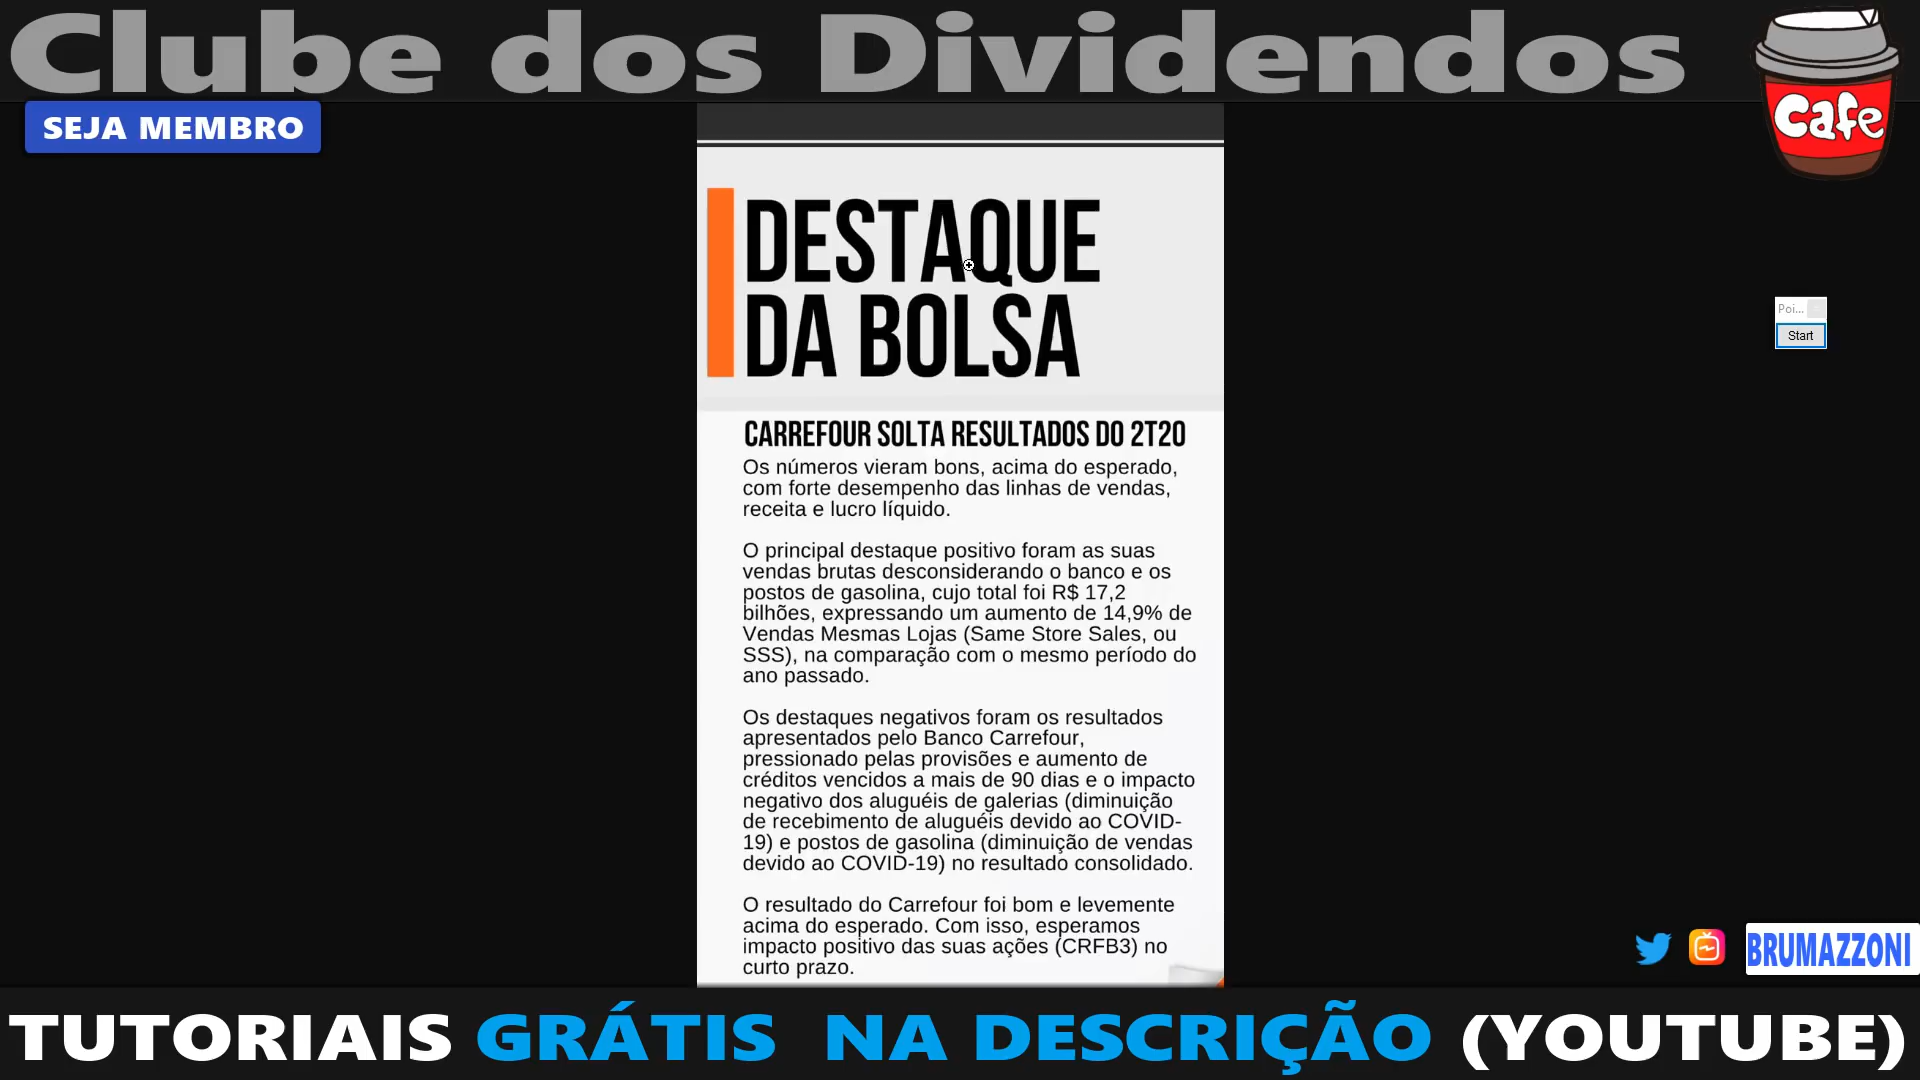 Clube dos Dividendos
Cafe
SEJA MEMBRO
DESTAQUE
DA BOLSA
Poi...
Start
CARREFOUR SOLTA RESULTADOS DO 2T20
Os números vieram bons, acima do esperado,
com forte desempenho das linhas de vendas,
receita e lucro líquido.
O principal destaque positivo foram as suas
vendas brutas desconsiderando o banco e os
postos de gasolina, cujo total foi R$ 17,2
bilhões, expressando um aumento de 14,9% de
Vendas Mesmas Lojas (Same Store Sales, ou
SSS), na comparação com o mesmo período do
ano passado.
Os destaques negativos foram os resultados
apresentados pelo Banco Carrefour,
pressionado pelas provisões e aumento de
créditos vencidos a mais de 90 dias e o impacto
negativo dos aluguéis de galerias (diminuição
de recebimento de aluguéis devido ao COVID-
19) e postos de gasolina (diminuição de vendas
devido ao COVID-19) no resultado consolidado.
O resultado do Carrefour foi bom e levemente
acima do esperado. Com isso, esperamos
impacto positivo das suas ações (CRFB3) no
curto prazo.
BRUMAZZONI
TUTORIAIS GRÁTIS NA DESCRIÇÃO (YOUTUBE)